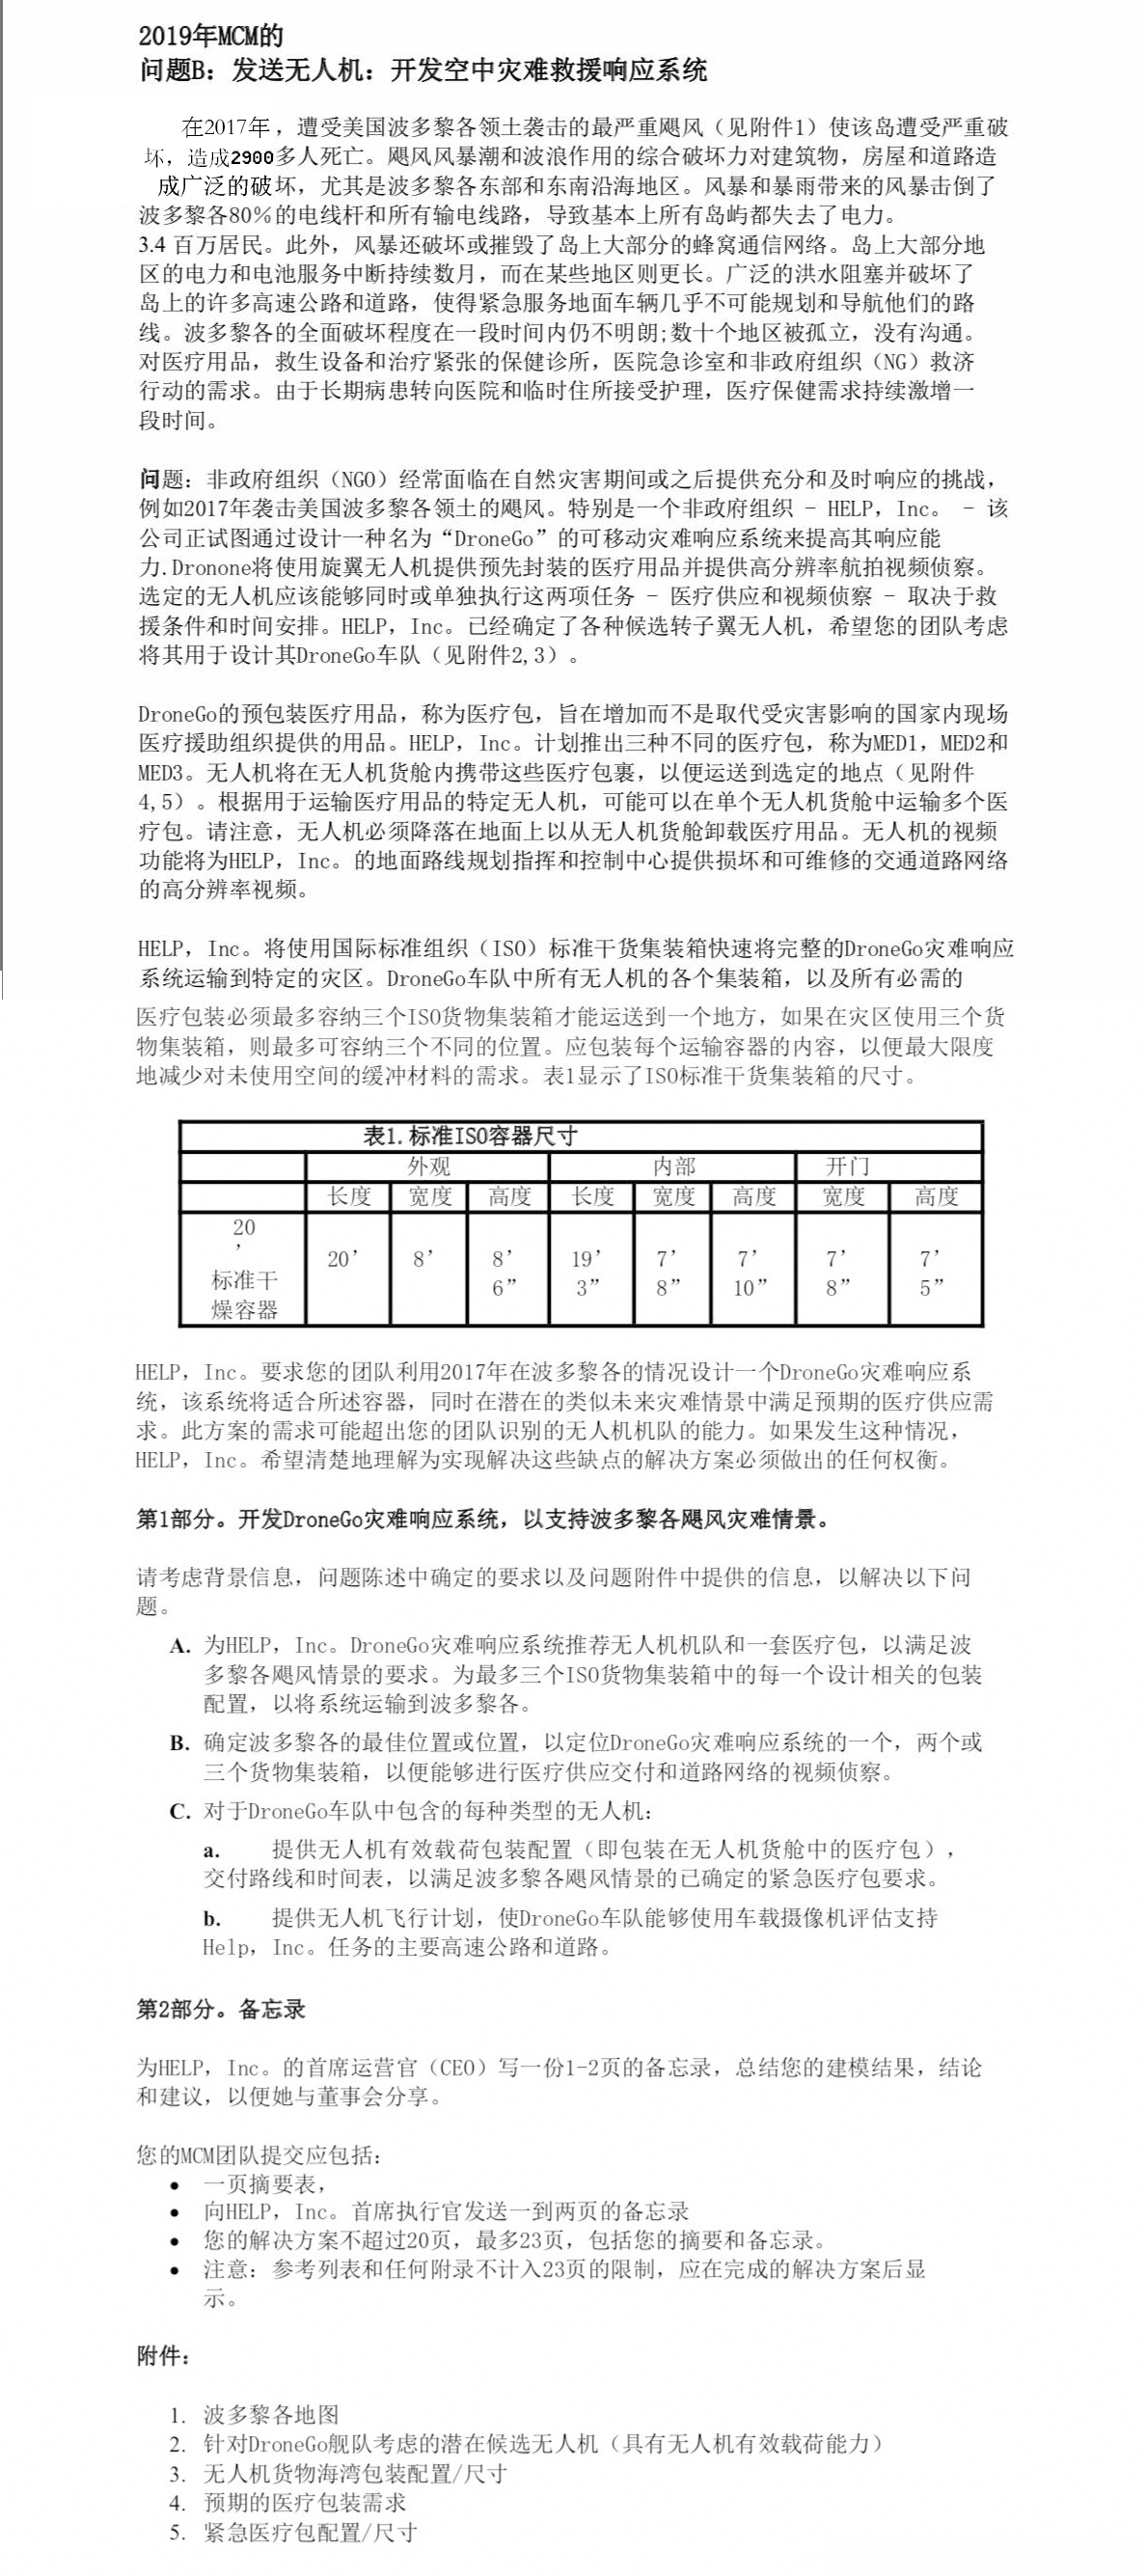 2019年MCM的
问题B：发送无人机：开发空中灾难救援响应系统
在2017年，遭受美国波多黎各领土袭击的最严重飓风（见附件1）使该岛遭受严重破
坏，造成2900多人死亡。飓风风暴潮和波浪作用的综合破坏力对建筑物，房屋和道路造
成广泛的破坏，尤其是波多黎各东部和东南沿海地区。风暴和暴雨带来的风暴击倒了
波多黎各80％的电线杆和所有输电线路，导致基本上所有岛屿都失去了电力。
3.4 百万居民。此外，风暴还破坏或摧毁了岛上大部分的蜂窝通信网络。岛上大部分地
区的电力和电池服务中断持续数月，而在某些地区则更长。广泛的洪水阻塞并破坏了
岛上的许多高速公路和道路，使得紧急服务地面车辆几乎不可能规划和导航他们的路
线。波多黎各的全面破坏程度在一段时间内仍不明朗;数十个地区被孤立，没有沟通。
对医疗用品，救生设备和治疗紧张的保健诊所，医院急诊室和非政府组织（NG）救济
行动的需求。由于长期病患转向医院和临时住所接受护理，医疗保健需求持续激增一
段时间。
问题：非政府组织（NGO）经常面临在自然灾害期间或之后提供充分和及时响应的挑战，
例如2017年袭击美国波多黎各领土的飓风。特别是一个非政府组织 - HELP，Inc。 - 该
公司正试图通过设计一种名为“DroneGo”的可移动灾难响应系统来提高其响应能
力.Dronone将使用旋翼无人机提供预先封装的医疗用品并提供高分辨率航拍视频侦察。
选定的无人机应该能够同时或单独执行这两项任务 - 医疗供应和视频侦察 - 取决于救
援条件和时间安排。HELP，Inc。已经确定了各种候选转子翼无人机，希望您的团队考虑
将其用于设计其DroneGo车队（见附件2,3）。
DroneGo的预包装医疗用品，称为医疗包，旨在增加而不是取代受灾害影响的国家内现场
医疗援助组织提供的用品。HELP，Inc。计划推出三种不同的医疗包，称为MED1，MED2和
MED3。无人机将在无人机货舱内携带这些医疗包裹，以便运送到选定的地点（见附件
4,5）。根据用于运输医疗用品的特定无人机，可能可以在单个无人机货舱中运输多个医
疗包。请注意，无人机必须降落在地面上以从无人机货舱卸载医疗用品。无人机的视频
功能将为HELP，Inc。的地面路线规划指挥和控制中心提供损坏和可维修的交通道路网络
的高分辨率视频。
HELP，Inc。将使用国际标准组织（ISO）标准干货集装箱快速将完整的DroneGo灾难响应
系统运输到特定的灾区。DroneGo车队中所有无人机的各个集装箱，以及所有必需的
医疗包装必须最多容纳三个ISO货物集装箱才能运送到一个地方，如果在灾区使用三个货
物集装箱，则最多可容纳三个不同的位置。应包装每个运输容器的内容，以便最大限度
地减少对未使用空间的缓冲材料的需求。表1显示了ISO标准干货集装箱的尺寸。
表1.标准ISO容器尺寸
外观 内部 开门
长度 宽度 高度 长度 宽度 高度 宽度 高度
20
’
标准干
燥容器
20’ 8’ 8’ 6” 19’ 3” 7’ 8” 7’ 10” 7’ 8” 7’ 5”
HELP，Inc。要求您的团队利用2017年在波多黎各的情况设计一个DroneGo灾难响应系
统，该系统将适合所述容器，同时在潜在的类似未来灾难情景中满足预期的医疗供应需
求。此方案的需求可能超出您的团队识别的无人机机队的能力。如果发生这种情况，
HELP，Inc。希望清楚地理解为实现解决这些缺点的解决方案必须做出的任何权衡。
第1部分。开发DroneGo灾难响应系统，以支持波多黎各飓风灾难情景。
请考虑背景信息，问题陈述中确定的要求以及问题附件中提供的信息，以解决以下问
题。
A. 为HELP，Inc。DroneGo灾难响应系统推荐无人机机队和一套医疗包，以满足波
多黎各飓风情景的要求。为最多三个ISO货物集装箱中的每一个设计相关的包装
配置，以将系统运输到波多黎各。
B. 确定波多黎各的最佳位置或位置，以定位DroneGo灾难响应系统的一个，两个或
三个货物集装箱，以便能够进行医疗供应交付和道路网络的视频侦察。
C. 对于DroneGo车队中包含的每种类型的无人机：
a. 提供无人机有效载荷包装配置（即包装在无人机货舱中的医疗包），
交付路线和时间表，以满足波多黎各飓风情景的已确定的紧急医疗包要求。
b. 提供无人机飞行计划，使DroneGo车队能够使用车载摄像机评估支持
Help，Inc。任务的主要高速公路和道路。
第2部分。备忘录
为HELP，Inc。的首席运营官（CEO）写一份1-2页的备忘录，总结您的建模结果，结论
和建议，以便她与董事会分享。
您的MCM团队提交应包括：
• 一页摘要表，
• 向HELP，Inc。首席执行官发送一到两页的备忘录
• 您的解决方案不超过20页，最多23页，包括您的摘要和备忘录。
• 注意：参考列表和任何附录不计入23页的限制，应在完成的解决方案后显
示。
附件：
1. 波多黎各地图
2. 针对DroneGo舰队考虑的潜在候选无人机（具有无人机有效载荷能力）
3. 无人机货物海湾包装配置/尺寸
4. 预期的医疗包装需求
5. 紧急医疗包配置/尺寸